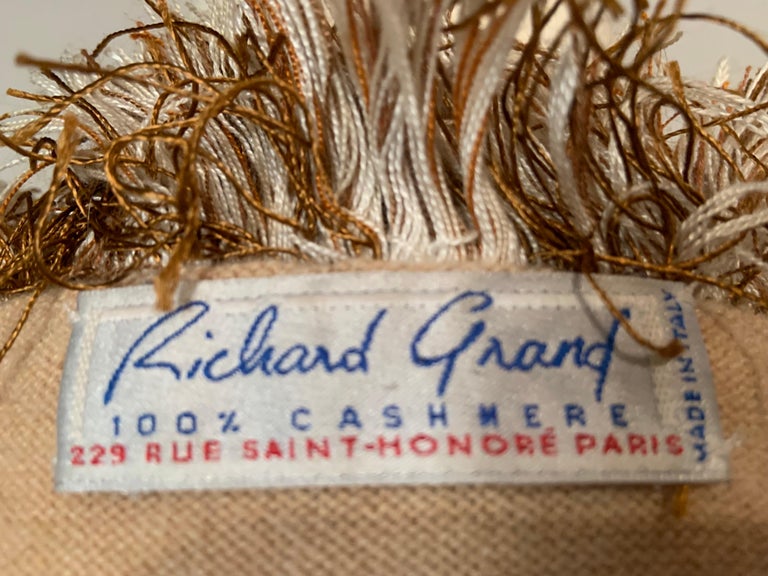 Richard Grand
100% CASHMERE
229 RUE SAINT-HONORÉ PARIS
MADE IN ITALY